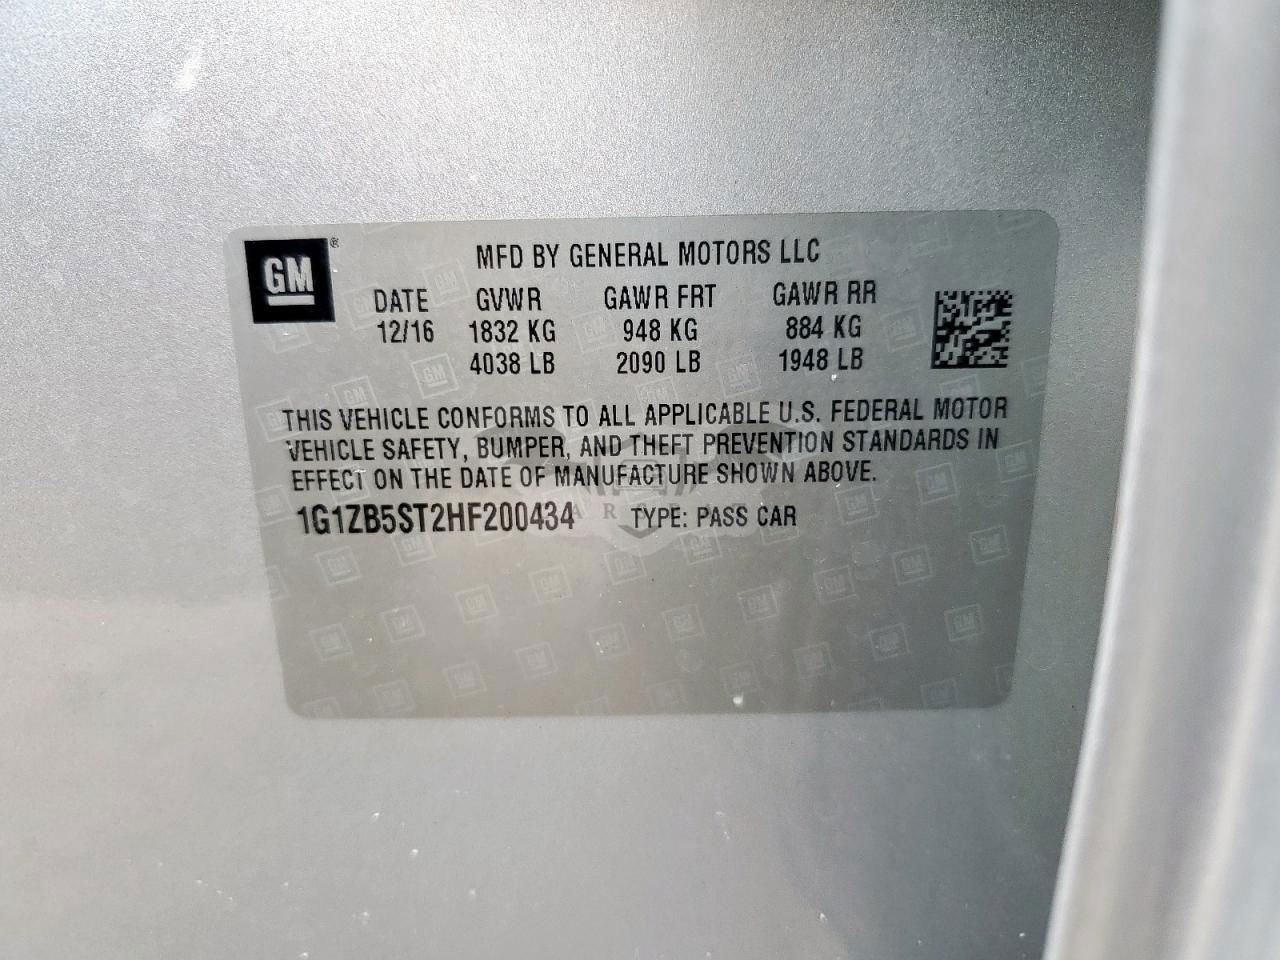 GM®
MFD BY GENERAL MOTORS LLC
DATE GVWR GAWR FRT GAWR RR
12/16 1832 KG 948 KG 884 KG
4038 LB 2090 LB 1948 LB
THIS VEHICLE CONFORMS TO ALL APPLICABLE U.S. FEDERAL MOTOR
VEHICLE SAFETY, BUMPER, AND THEFT PREVENTION STANDARDS IN
EFFECT ON THE DATE OF MANUFACTURE SHOWN ABOVE.
1G1ZB5ST2HF200434 TYPE: PASS CAR